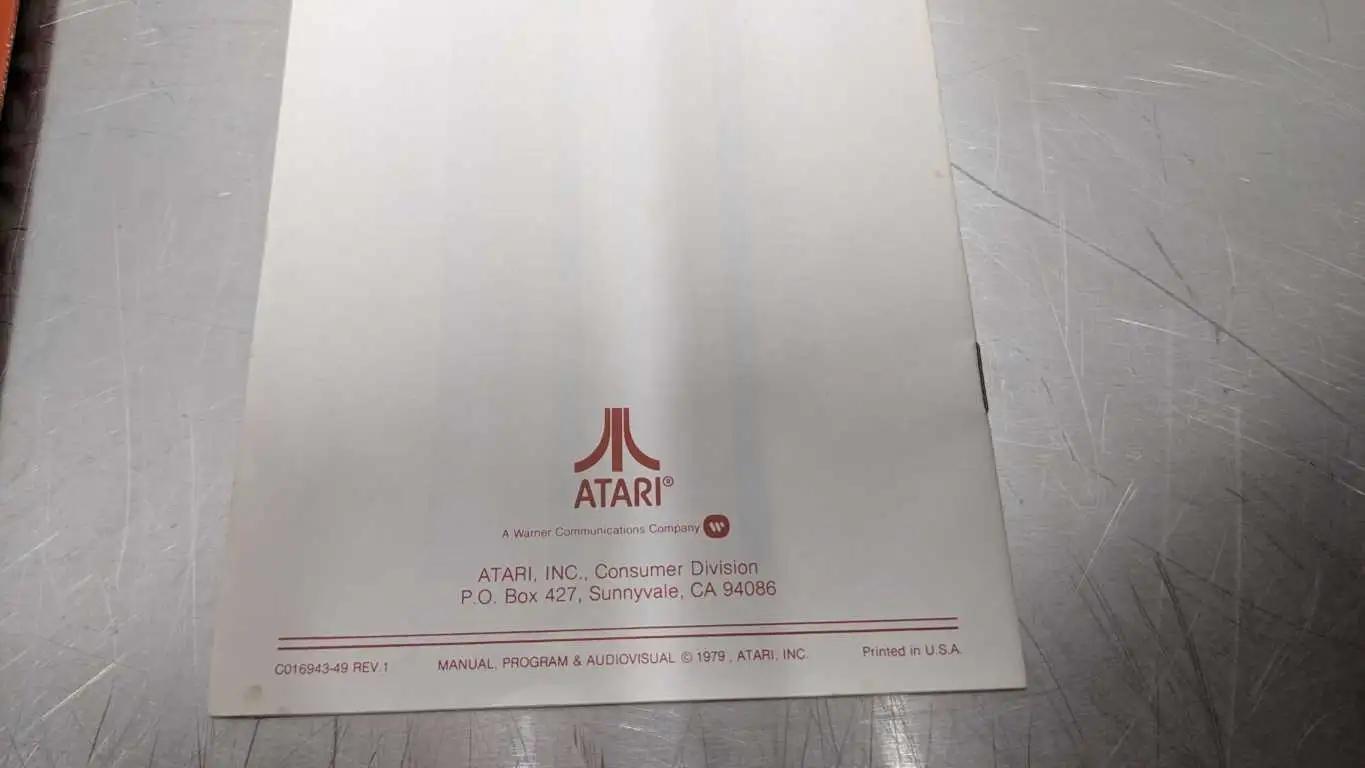 ATARI®
A Warner Communications Company
ATARI, INC., Consumer Division
P.O. Box 427, Sunnyvale, CA 94086
C016943-49 REV.1 MANUAL, PROGRAM & AUDIOVISUAL © 1979, ATARI, INC. Printed in U.S.A.